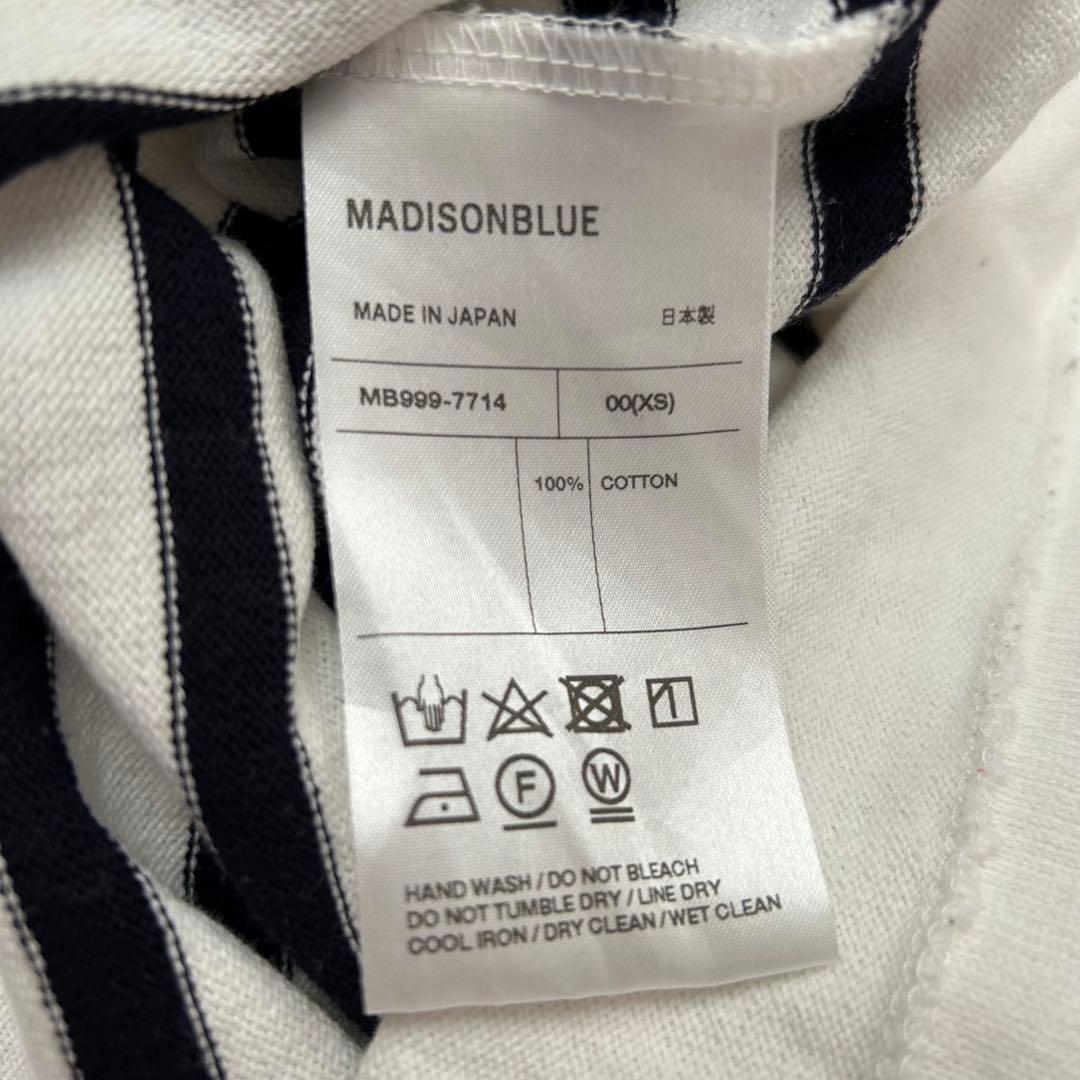 MADISONBLUE
MADE IN JAPAN 日本製
MB999-7714 00(XS)
100% COTTON
F W
HAND WASH / DO NOT BLEACH
DO NOT TUMBLE DRY / LINE DRY
COOL IRON / DRY CLEAN / WET CLEAN